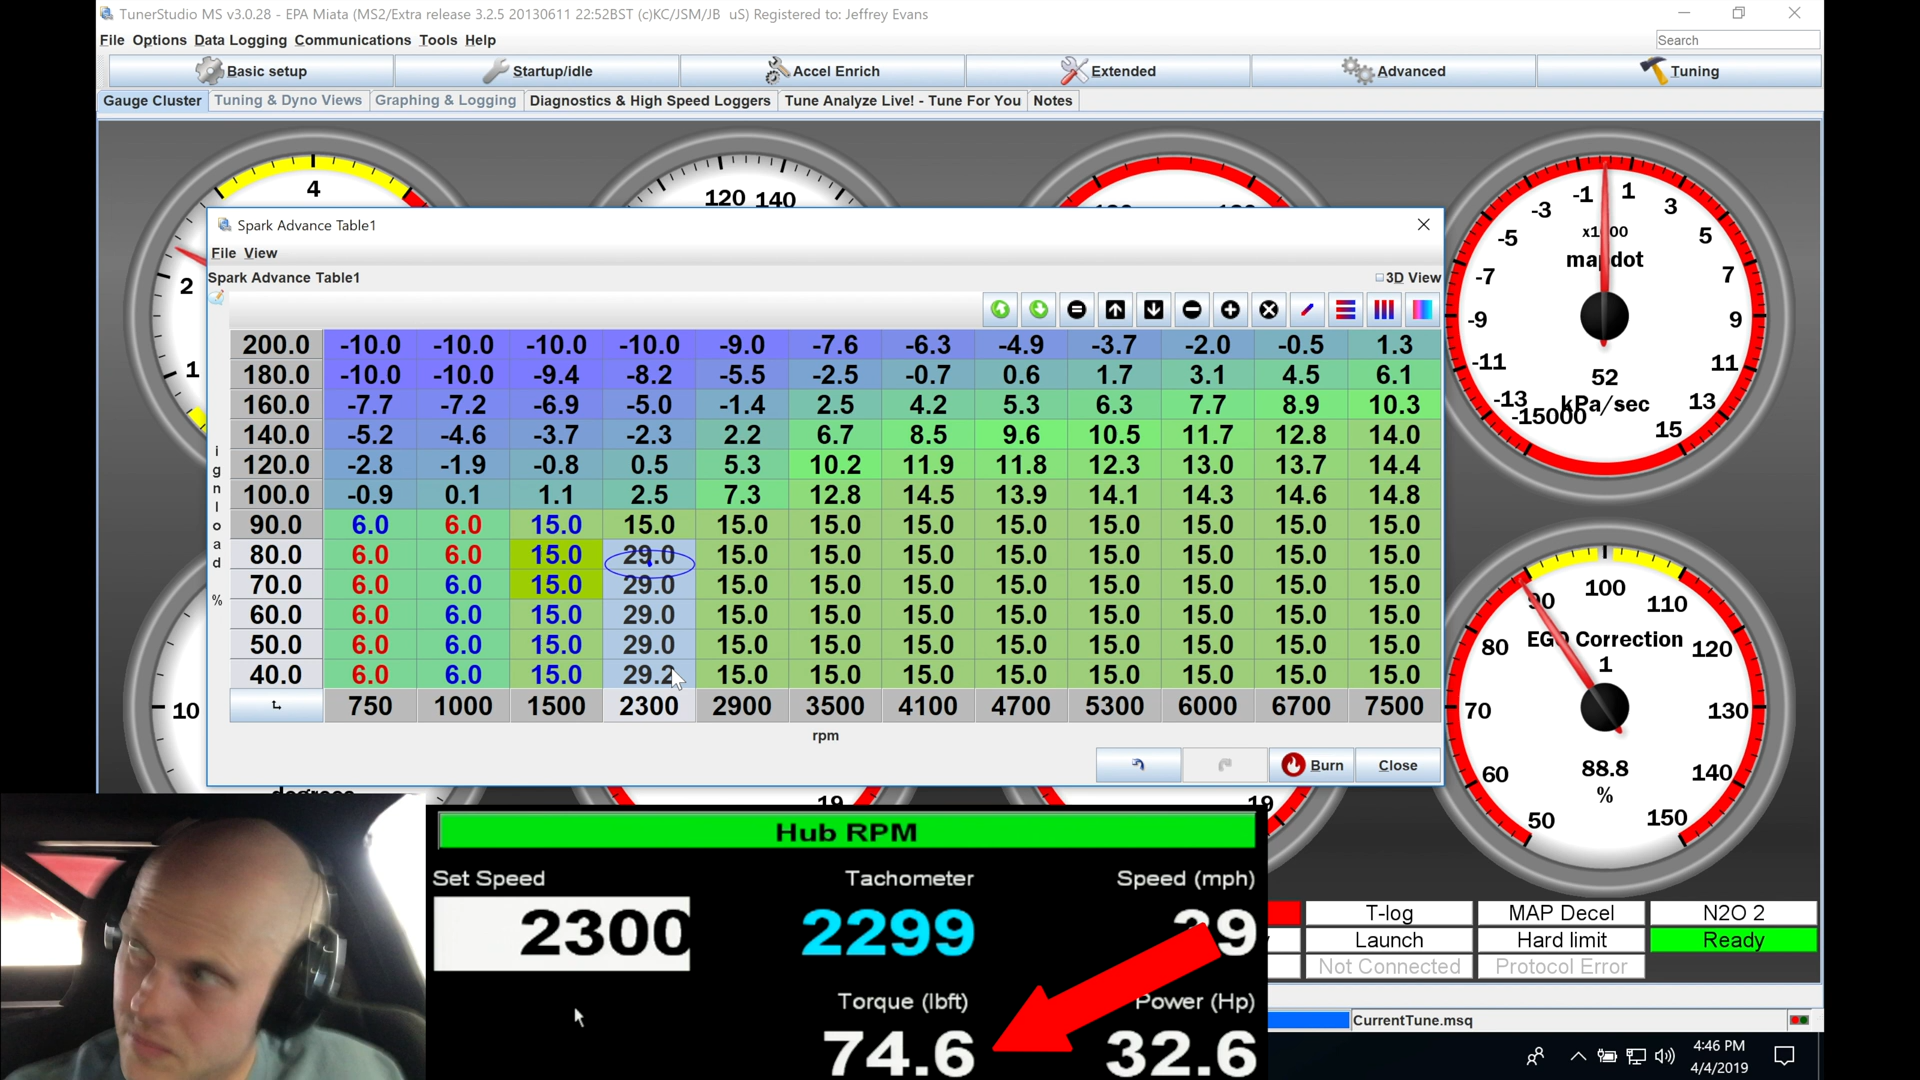 TunerStudio MS v3.0.28 - EPA Miata (MS2/Extra release 3.2.5 20130611 22:52BST (c)KC/JSM/JB uS) Registered to: Jeffrey Evans
File Options Data Logging Communications Tools Help
Search
Basic setup Startup/idle Accel Enrich Extended Advanced Tuning
Gauge Cluster Tuning & Dyno Views Graphing & Logging Diagnostics & High Speed Loggers Tune Analyze Live! - Tune For You Notes
4
2
1
120 140
-15000 -13 -11 -9 -7 -5 -3 -1 1 3 5 7 9 11 13 15
x1000
mapdot
52
kPa/sec
Spark Advance Table1
File View
Spark Advance Table1
3D View
ignload
%
200.0 -10.0 -10.0 -10.0 -10.0 -9.0 -7.6 -6.3 -4.9 -3.7 -2.0 -0.5 1.3
180.0 -10.0 -10.0 -9.4 -8.2 -5.5 -2.5 -0.7 0.6 1.7 3.1 4.5 6.1
160.0 -7.7 -7.2 -6.9 -5.0 -1.4 2.5 4.2 5.3 6.3 7.7 8.9 10.3
140.0 -5.2 -4.6 -3.7 -2.3 2.2 6.7 8.5 9.6 10.5 11.7 12.8 14.0
120.0 -2.8 -1.9 -0.8 0.5 5.3 10.2 11.9 11.8 12.3 13.0 13.7 14.4
100.0 -0.9 0.1 1.1 2.5 7.3 12.8 14.5 13.9 14.1 14.3 14.6 14.8
90.0 6.0 6.0 15.0 15.0 15.0 15.0 15.0 15.0 15.0 15.0 15.0 15.0
80.0 6.0 6.0 15.0 29.0 15.0 15.0 15.0 15.0 15.0 15.0 15.0 15.0
70.0 6.0 6.0 15.0 29.0 15.0 15.0 15.0 15.0 15.0 15.0 15.0 15.0
60.0 6.0 6.0 15.0 29.0 15.0 15.0 15.0 15.0 15.0 15.0 15.0 15.0
50.0 6.0 6.0 15.0 29.0 15.0 15.0 15.0 15.0 15.0 15.0 15.0 15.0
40.0 6.0 6.0 15.0 29.2 15.0 15.0 15.0 15.0 15.0 15.0 15.0 15.0
750 1000 1500 2300 2900 3500 4100 4700 5300 6000 6700 7500
rpm
Burn Close
10
degrees
19
19
50 60 70 80 90 100 110 120 130 140 150
EGO Correction
1
88.8
%
Hub RPM
Set Speed Tachometer Speed (mph)
2300 2299 39
Torque (lbft) Power (Hp)
74.6 32.6
T-log MAP Decel N2O 2
Launch Hard limit Ready
Not Connected Protocol Error
CurrentTune.msq
4:46 PM
4/4/2019